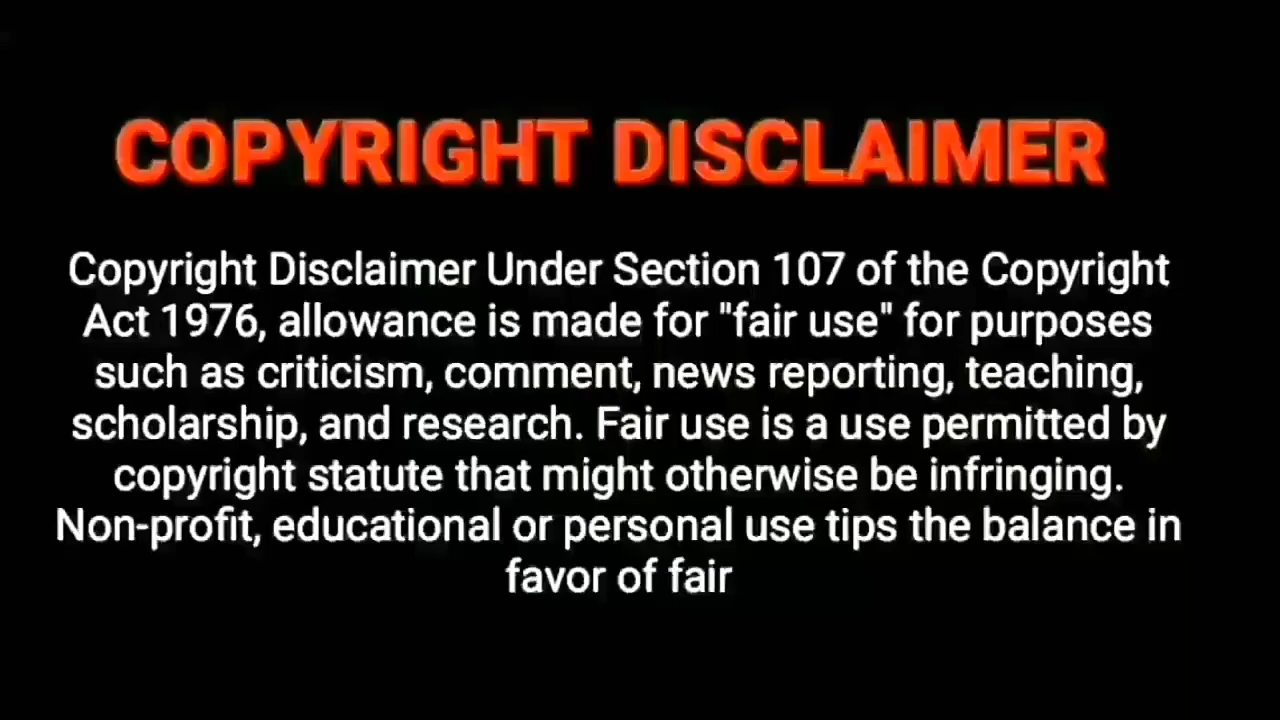 COPYRIGHT DISCLAIMER
Copyright Disclaimer Under Section 107 of the Copyright
Act 1976, allowance is made for "fair use" for purposes
such as criticism, comment, news reporting, teaching,
scholarship, and research. Fair use is a use permitted by
copyright statute that might otherwise be infringing.
Non-profit, educational or personal use tips the balance in
favor of fair